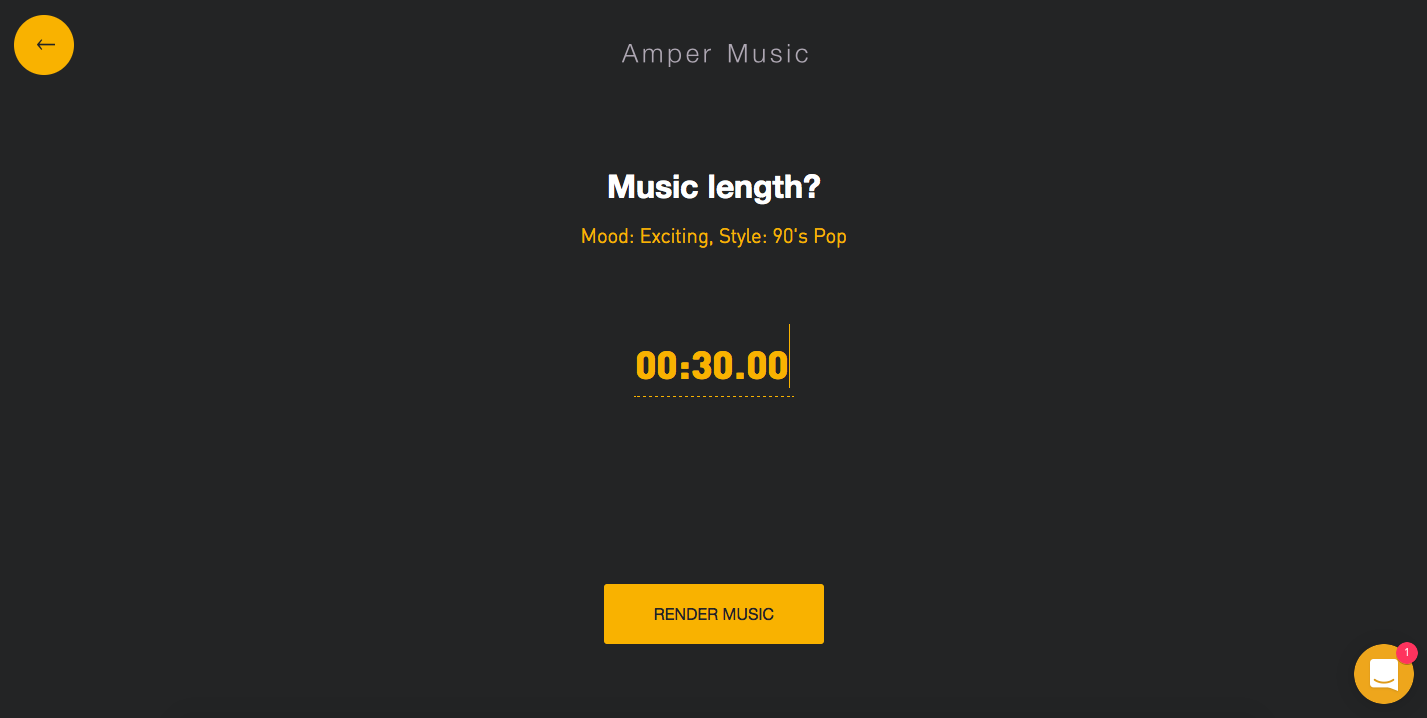 Amper Music
Music length?
Mood: Exciting, Style: 90's Pop
00:30.00
RENDER MUSIC
1